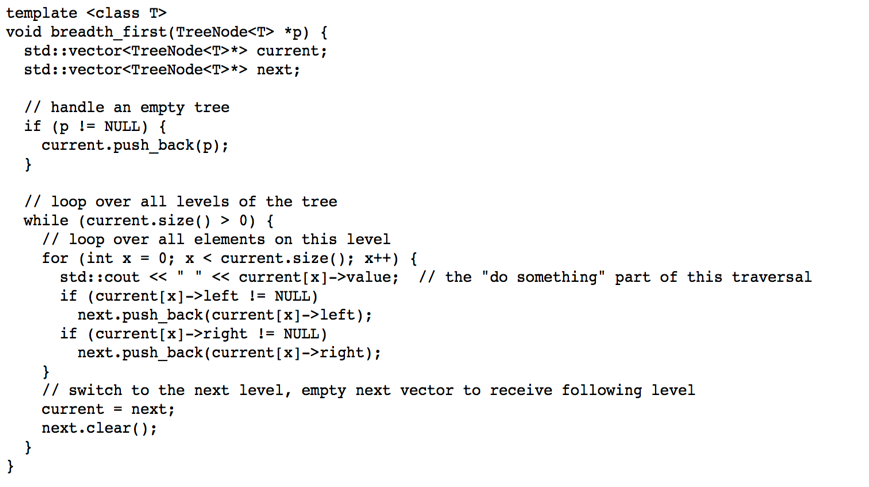 template <class T>
void breadth_first(TreeNode<T> *p) {
  std::vector<TreeNode<T>*> current;
  std::vector<TreeNode<T>*> next;

  // handle an empty tree
  if (p != NULL) {
    current.push_back(p);
  }

  // loop over all levels of the tree
  while (current.size() > 0) {
    // loop over all elements on this level
    for (int x = 0; x < current.size(); x++) {
      std::cout << " " << current[x]->value;  // the "do something" part of this traversal
      if (current[x]->left != NULL)
        next.push_back(current[x]->left);
      if (current[x]->right != NULL)
        next.push_back(current[x]->right);
    }
    // switch to the next level, empty next vector to receive following level
    current = next;
    next.clear();
  }
}